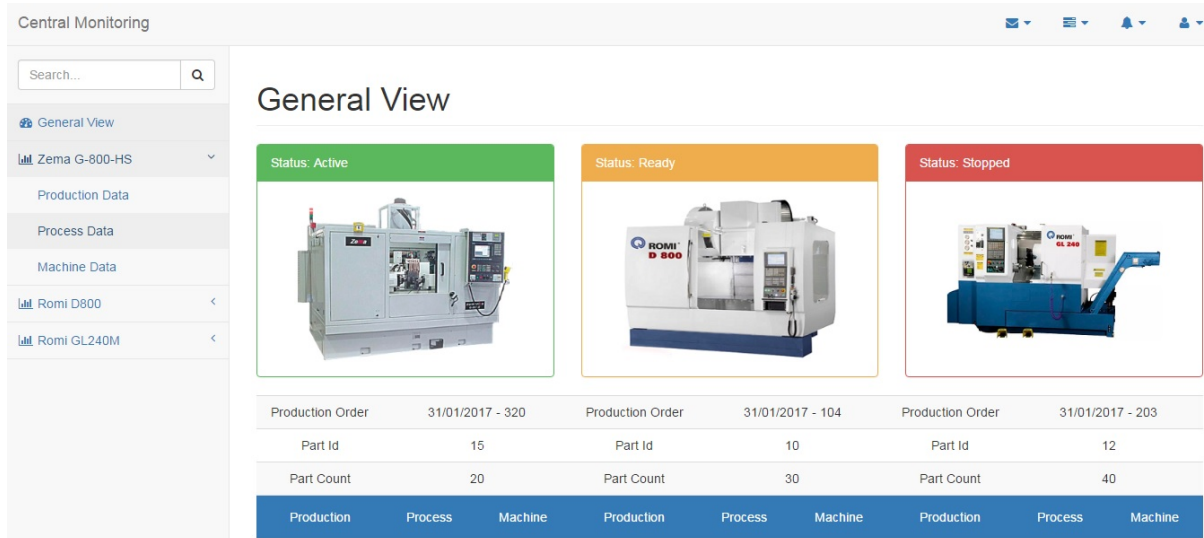 Central Monitoring
Search...
General View
Zema G-800-HS
Production Data
Process Data
Machine Data
Romi D800
Romi GL240M
General View
Status: Active
Status: Ready
Status: Stopped
Zema
ROMI
D 800
ROMI
GL 240
Production Order 31/01/2017 - 320 Production Order 31/01/2017 - 104 Production Order 31/01/2017 - 203
Part Id 15 Part Id 10 Part Id 12
Part Count 20 Part Count 30 Part Count 40
Production Process Machine Production Process Machine Production Process Machine